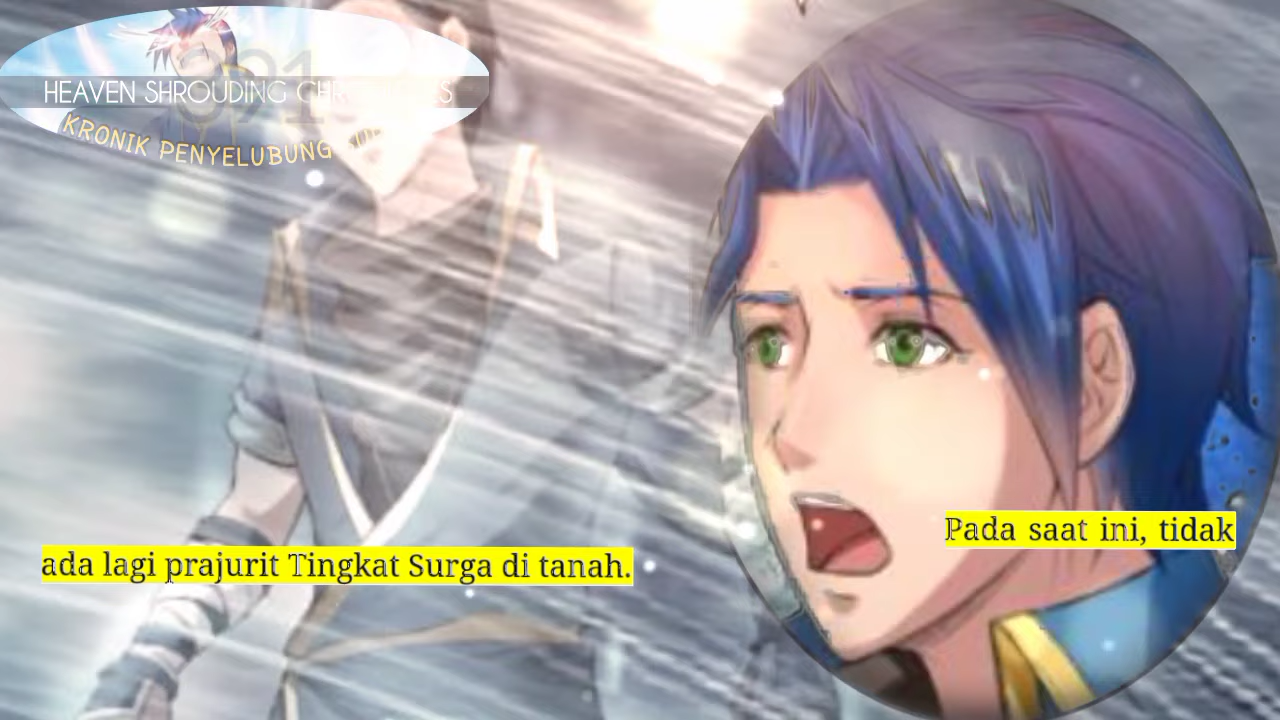 HEAVEN SHROUDING
KRONIK PENYELUBUNG
Pada saat ini, tidak
ada lagi prajurit Tingkat Surga di tanah.